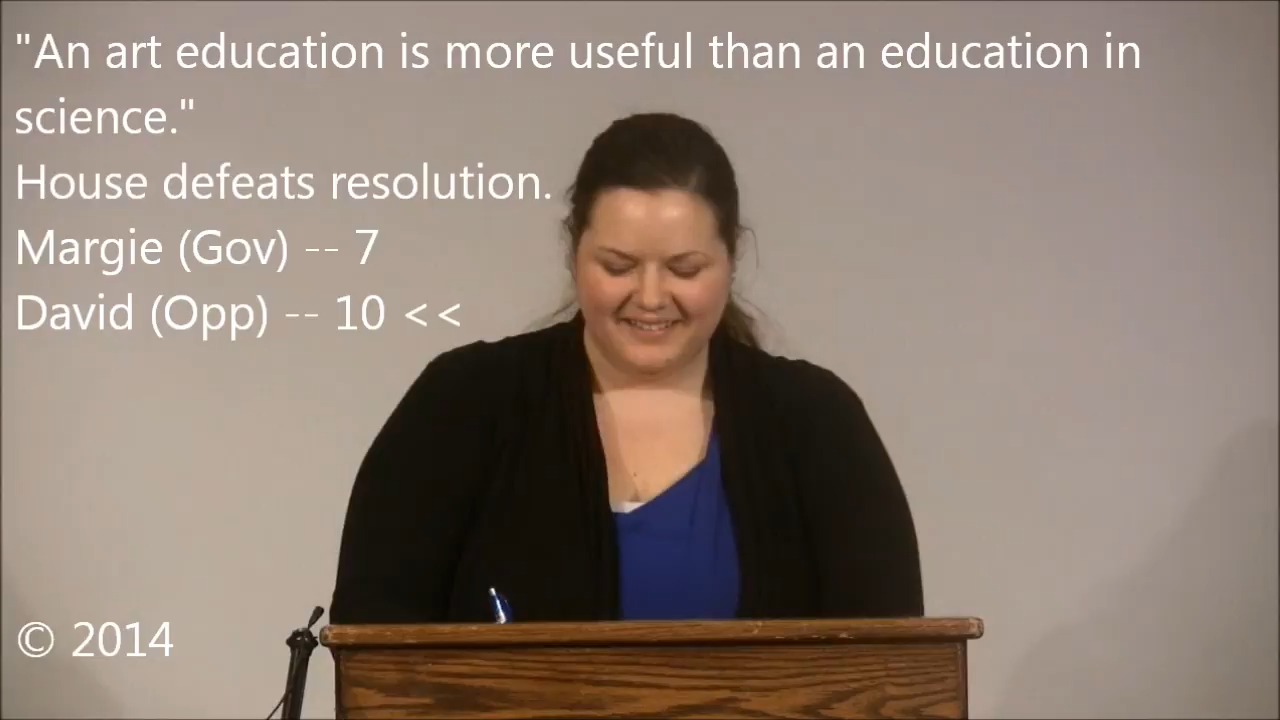 "An art education is more useful than an education in
science."
House defeats resolution.
Margie (Gov) -- 7
David (Opp) -- 10 <<
© 2014